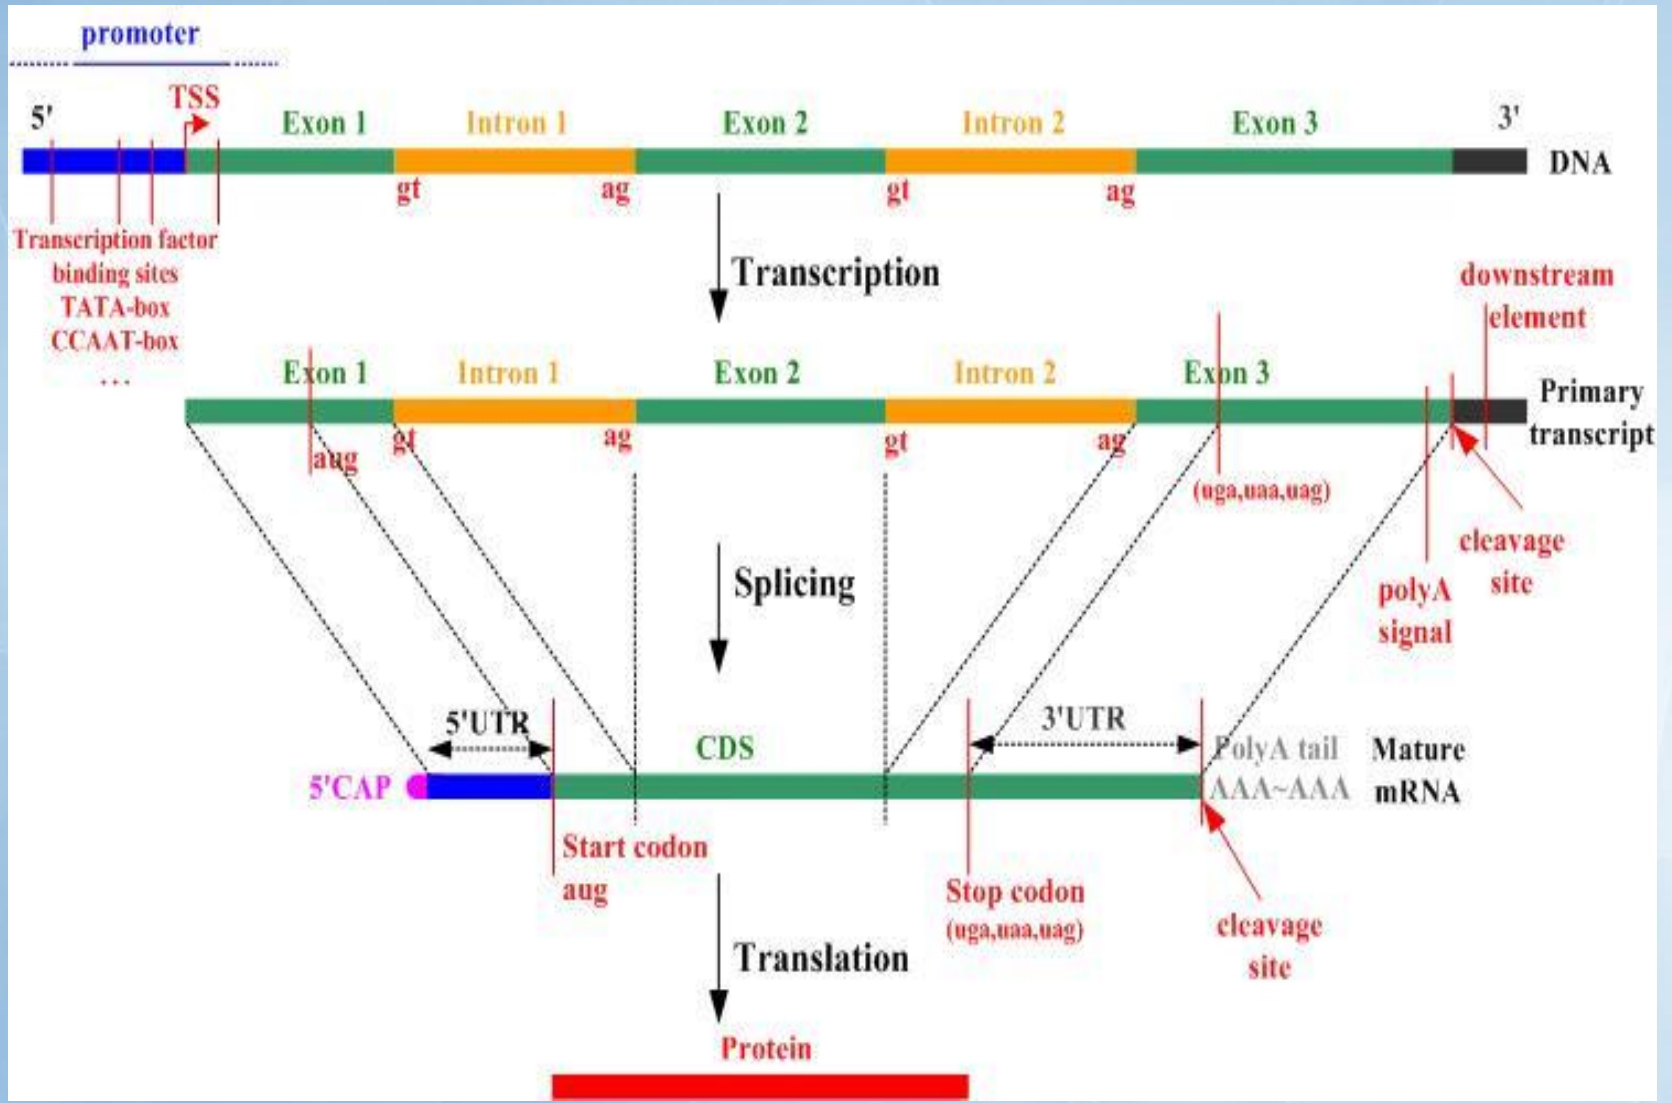 promoter
5'
TSS
Exon 1
Intron 1
Exon 2
Intron 2
Exon 3
3'
DNA
gt
ag
gt
ag
Transcription factor
binding sites
TATA-box
CCAAT-box
...
Transcription
downstream
element
Exon 1
Intron 1
Exon 2
Intron 2
Exon 3
Primary
transcript
aug
gt
ag
gt
ag
(uga,uaa,uag)
cleavage
site
polyA
signal
Splicing
5'UTR
CDS
3'UTR
PolyA tail
AAA~AAA
Mature
mRNA
5'CAP
Start codon
aug
Stop codon
(uga,uaa,uag)
cleavage
site
Translation
Protein